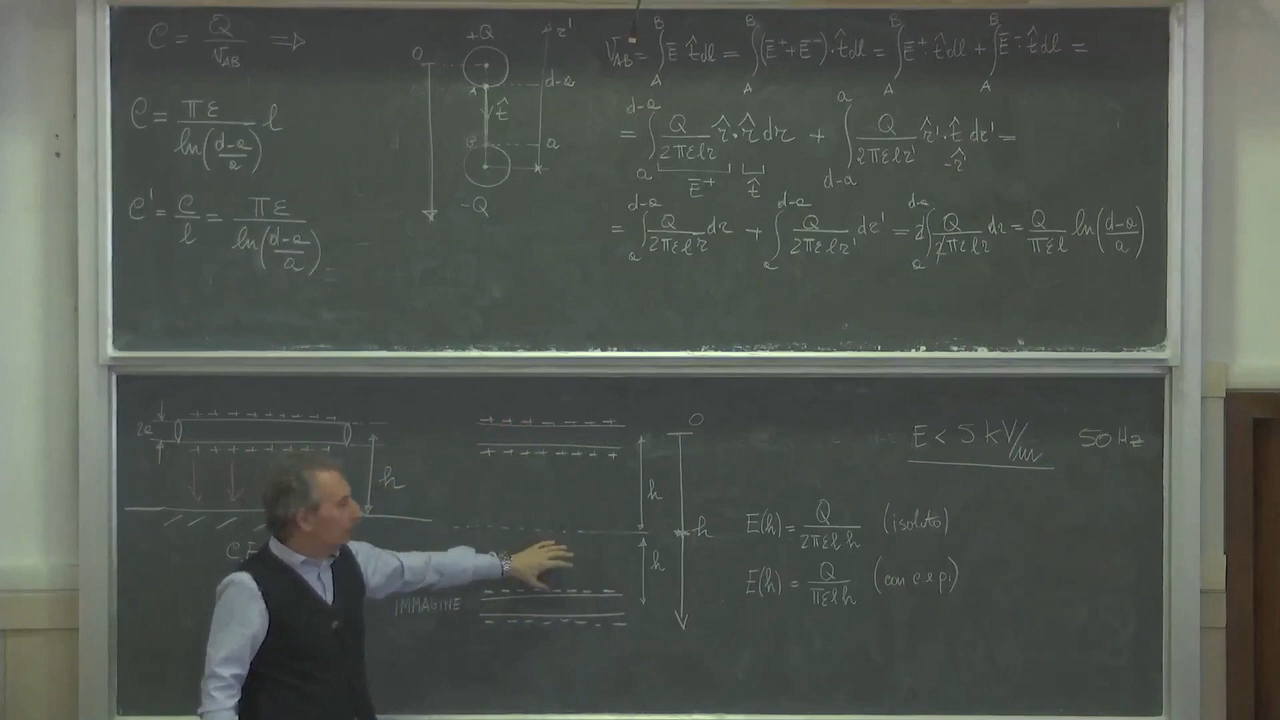 C = Q / V_AB ⇒
C = πε / ln((d-a)/a) l
C' = C/l = πε / ln((d-a)/a)
+Q
O
r'
A
d-a
t̂
B
a
-Q
V_AB = ∫_A^B E̅·t̂ dl = ∫_A^B (E̅⁺+E̅⁻)·t̂ dl = ∫_A^B E̅⁺·t̂ dl + ∫_A^B E̅⁻·t̂ dl =
= ∫_a^{d-a} Q/(2πεlr) r̂·r̂ dr + ∫_{d-a}^a Q/(2πεlr') r̂'·t̂ dr' =
E̅⁺ t̂ -r̂'
= ∫_a^{d-a} Q/(2πεlr) dr + ∫_a^{d-a} Q/(2πεlr') dr' = 2∫_a^{d-a} Q/(2πεlr) dr = Q/(πεl) ln((d-a)/a)
2a
+ + + + + + + + +
+ + + + + + + + +
h
- - - - - - - -
+ + + + + + + +
h
h
O
h
IMMAGINE
E < 5 kV/m 50 Hz
E(h) = Q/(2πεlh) (isolato)
E(h) = Q/(πεlh) (con c e p.)